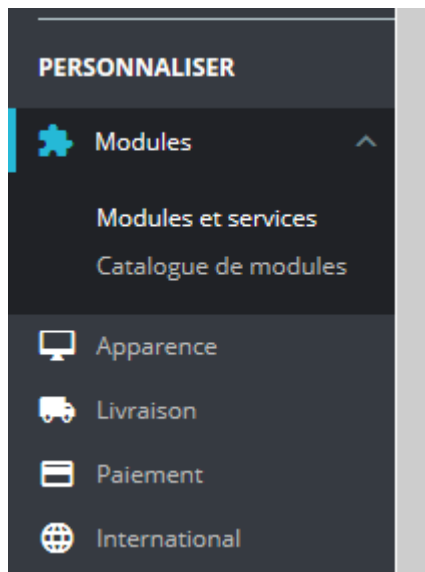 PERSONNALISER
Modules
Modules et services
Catalogue de modules
Apparence
Livraison
Paiement
International